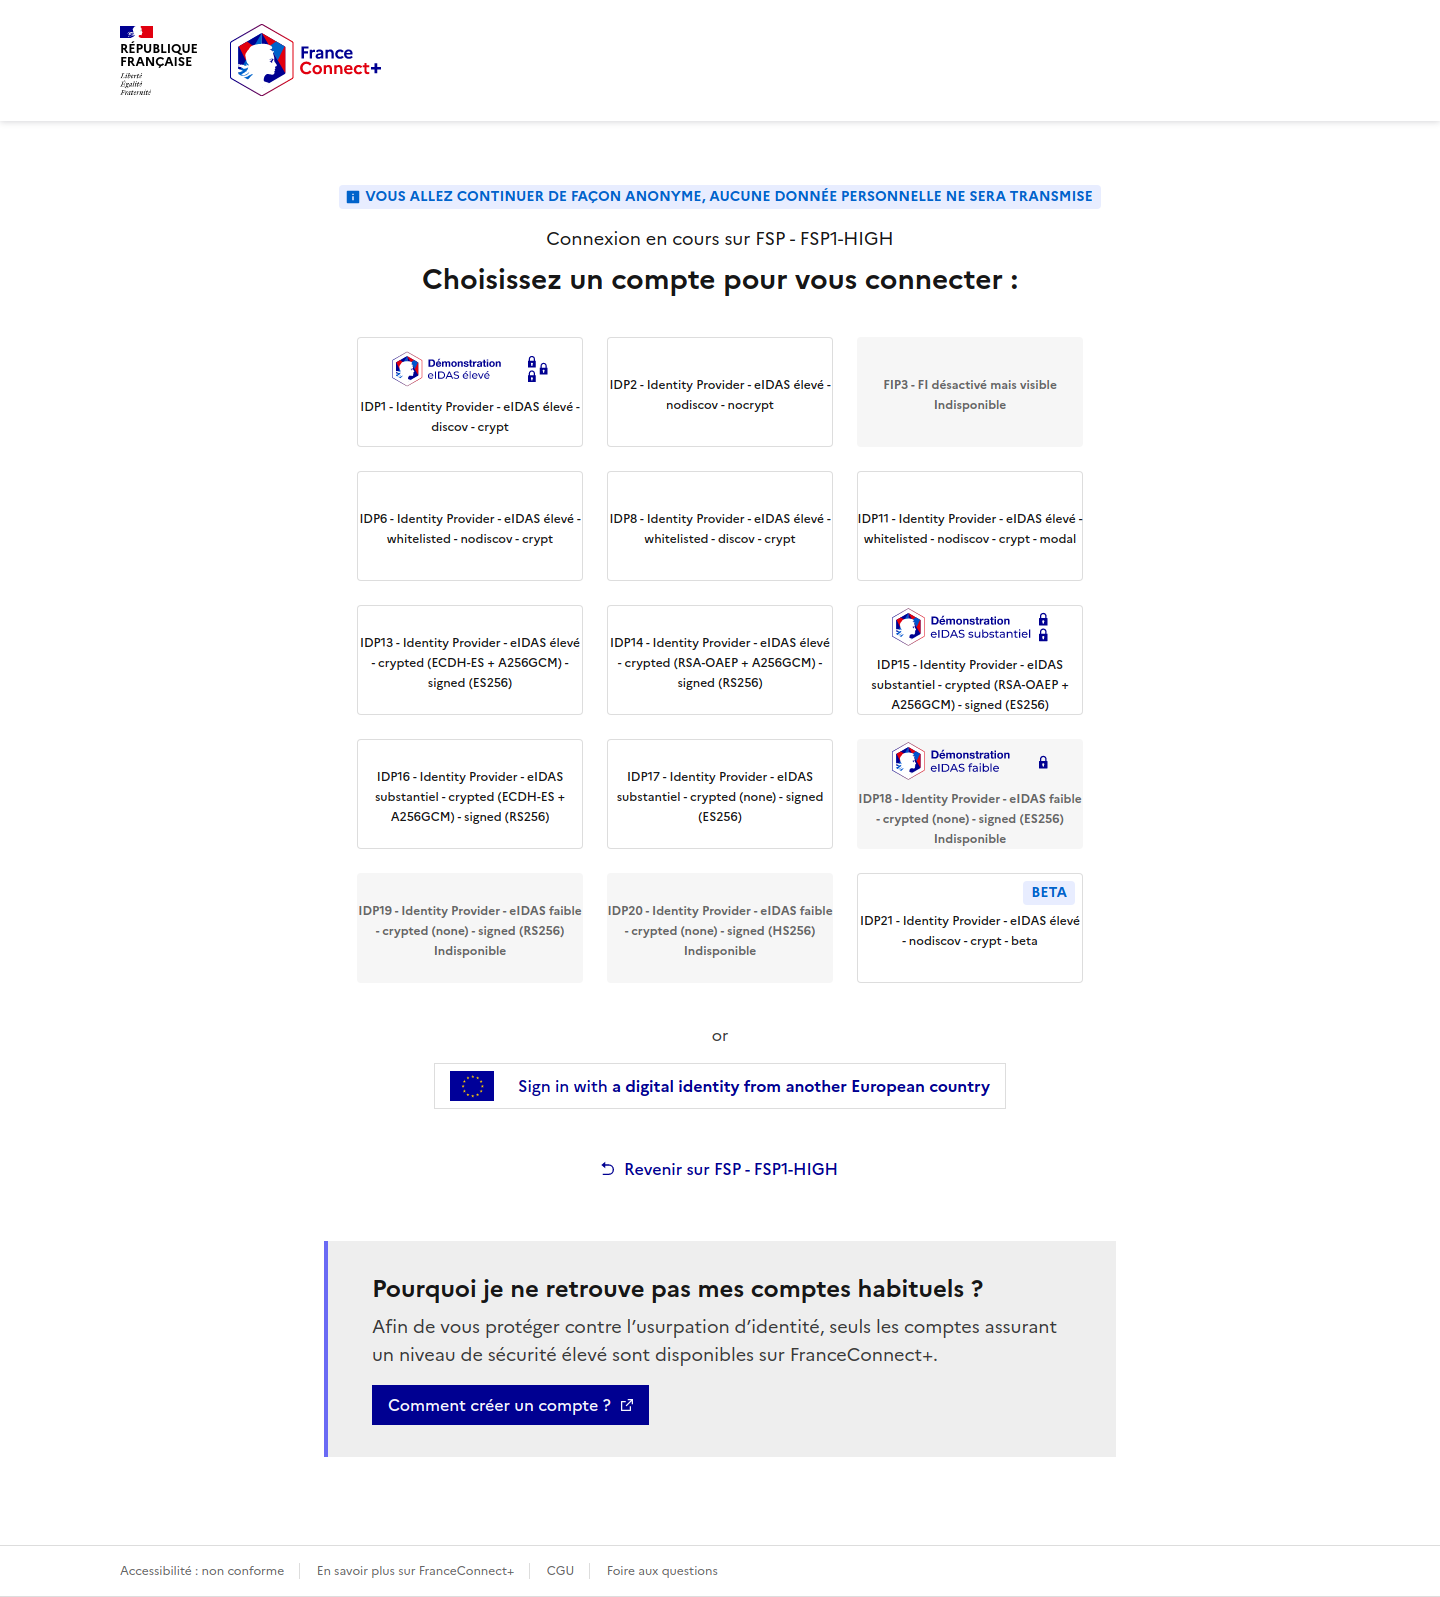 RÉPUBLIQUE
FRANÇAISE
Liberté
Égalité
Fraternité
France
Connect+
VOUS ALLEZ CONTINUER DE FAÇON ANONYME, AUCUNE DONNÉE PERSONNELLE NE SERA TRANSMISE
Connexion en cours sur FSP - FSP1-HIGH
Choisissez un compte pour vous connecter :
Démonstration
eIDAS élevé
IDP1 - Identity Provider - eIDAS élevé -
discov - crypt
IDP2 - Identity Provider - eIDAS élevé -
nodiscov - nocrypt
FIP3 - FI désactivé mais visible
Indisponible
IDP6 - Identity Provider - eIDAS élevé -
whitelisted - nodiscov - crypt
IDP8 - Identity Provider - eIDAS élevé -
whitelisted - discov - crypt
IDP11 - Identity Provider - eIDAS élevé -
whitelisted - nodiscov - crypt - modal
IDP13 - Identity Provider - eIDAS élevé
- crypted (ECDH-ES + A256GCM) -
signed (ES256)
IDP14 - Identity Provider - eIDAS élevé
- crypted (RSA-OAEP + A256GCM) -
signed (RS256)
Démonstration
eIDAS substantiel
IDP15 - Identity Provider - eIDAS
substantiel - crypted (RSA-OAEP +
A256GCM) - signed (ES256)
IDP16 - Identity Provider - eIDAS
substantiel - crypted (ECDH-ES +
A256GCM) - signed (RS256)
IDP17 - Identity Provider - eIDAS
substantiel - crypted (none) - signed
(ES256)
Démonstration
eIDAS faible
IDP18 - Identity Provider - eIDAS faible
- crypted (none) - signed (ES256)
Indisponible
IDP19 - Identity Provider - eIDAS faible
- crypted (none) - signed (RS256)
Indisponible
IDP20 - Identity Provider - eIDAS faible
- crypted (none) - signed (HS256)
Indisponible
BETA
IDP21 - Identity Provider - eIDAS élevé
- nodiscov - crypt - beta
or
Sign in with a digital identity from another European country
Revenir sur FSP - FSP1-HIGH
Pourquoi je ne retrouve pas mes comptes habituels ?
Afin de vous protéger contre l’usurpation d’identité, seuls les comptes assurant
un niveau de sécurité élevé sont disponibles sur FranceConnect+.
Comment créer un compte ?
Accessibilité : non conforme
En savoir plus sur FranceConnect+
CGU
Foire aux questions